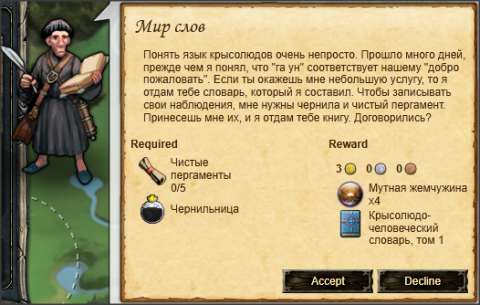 Мир слов
Понять язык крысолюдов очень непросто. Прошло много дней,
прежде чем я понял, что "га ун" соответствует нашему "добро
пожаловать". Если ты окажешь мне небольшую услугу, то я
отдам тебе словарь, который я составил. Чтобы записывать
свои наблюдения, мне нужны чернила и чистый пергамент.
Принесешь мне их, и я отдам тебе книгу. Договорились?
Required
Чистые
пергаменты
0/5
Чернильница
Reward
3 0 0
Мутная жемчужина
x4
Крысолюдо-
человеческий
словарь, том 1
Accept
Decline